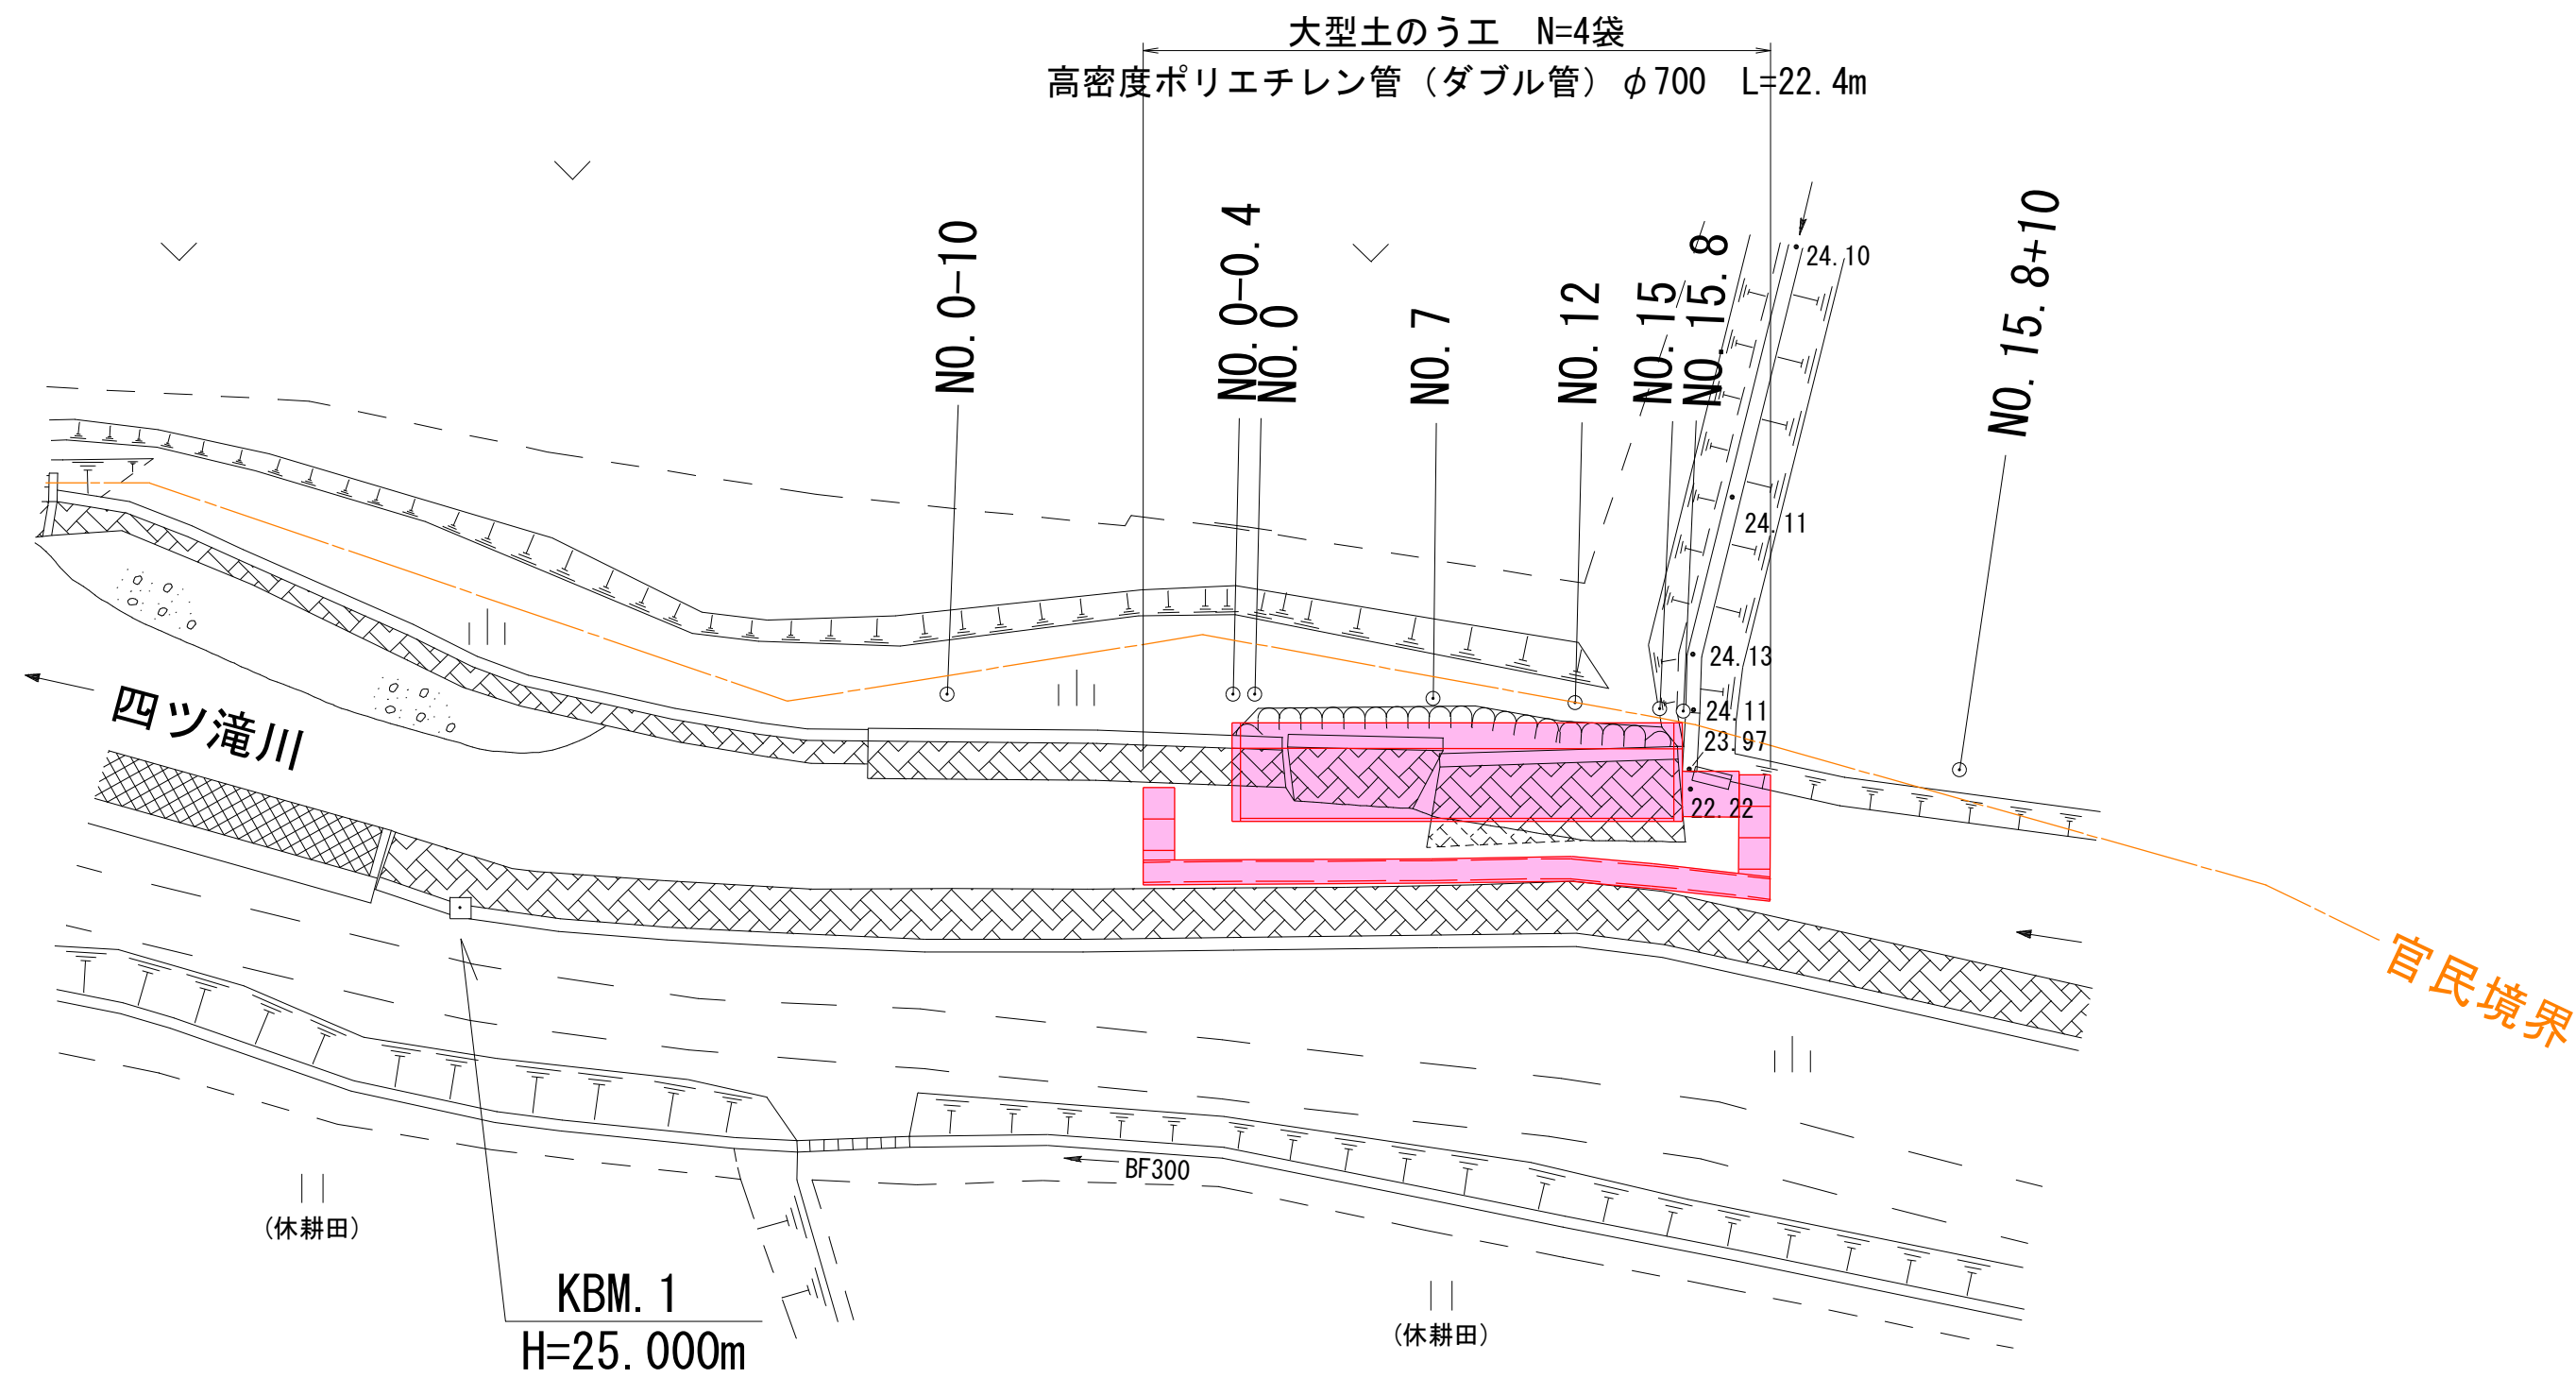 大型土のう工 N=4袋
高密度ポリエチレン管（ダブル管）φ700 L=22.4m
NO.0-10
NO.0-0.4
NO.0
NO.7
NO.12
NO.15
NO.15.8
NO.15.8+10
24.10
24.11
24.13
24.11
23.97
22.22
四ツ滝川
官民境界
BF300
(休耕田)
KBM.1
H=25.000m
(休耕田)